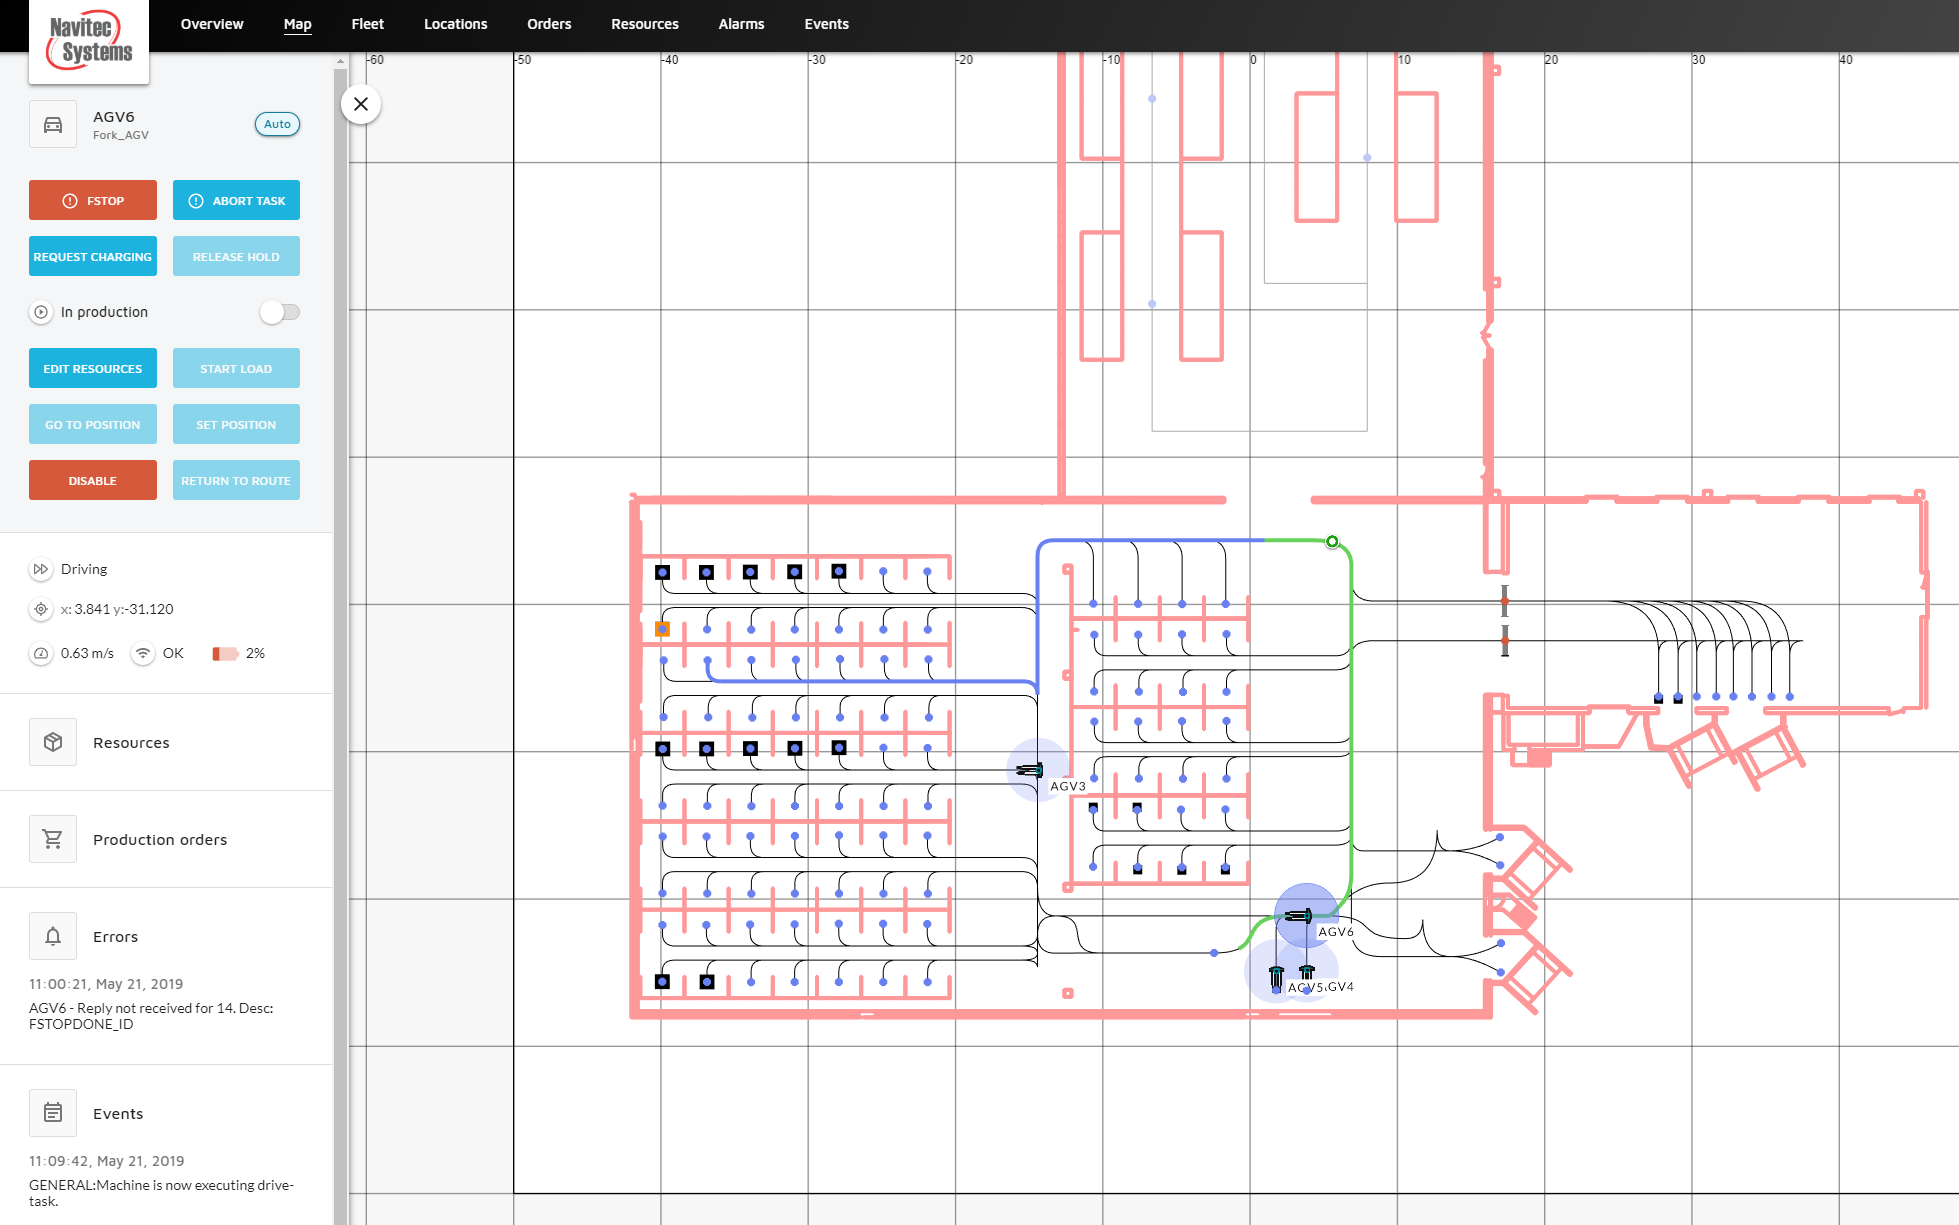 Navitec
Systems
Overview
Map
Fleet
Locations
Orders
Resources
Alarms
Events
-60
-50
-40
-30
-20
-10
0
10
20
30
40
AGV6
Fork_AGV
Auto
FSTOP
ABORT TASK
REQUEST CHARGING
RELEASE HOLD
In production
EDIT RESOURCES
START LOAD
GO TO POSITION
SET POSITION
DISABLE
RETURN TO ROUTE
Driving
x: 3.841 y:-31.120
0.63 m/s
OK
2%
Resources
Production orders
Errors
11:00:21, May 21, 2019
AGV6 - Reply not received for 14. Desc:
FSTOPDONE_ID
Events
11:09:42, May 21, 2019
GENERAL:Machine is now executing drive-
task.
AGV3
AGV6
AGV5
GV4